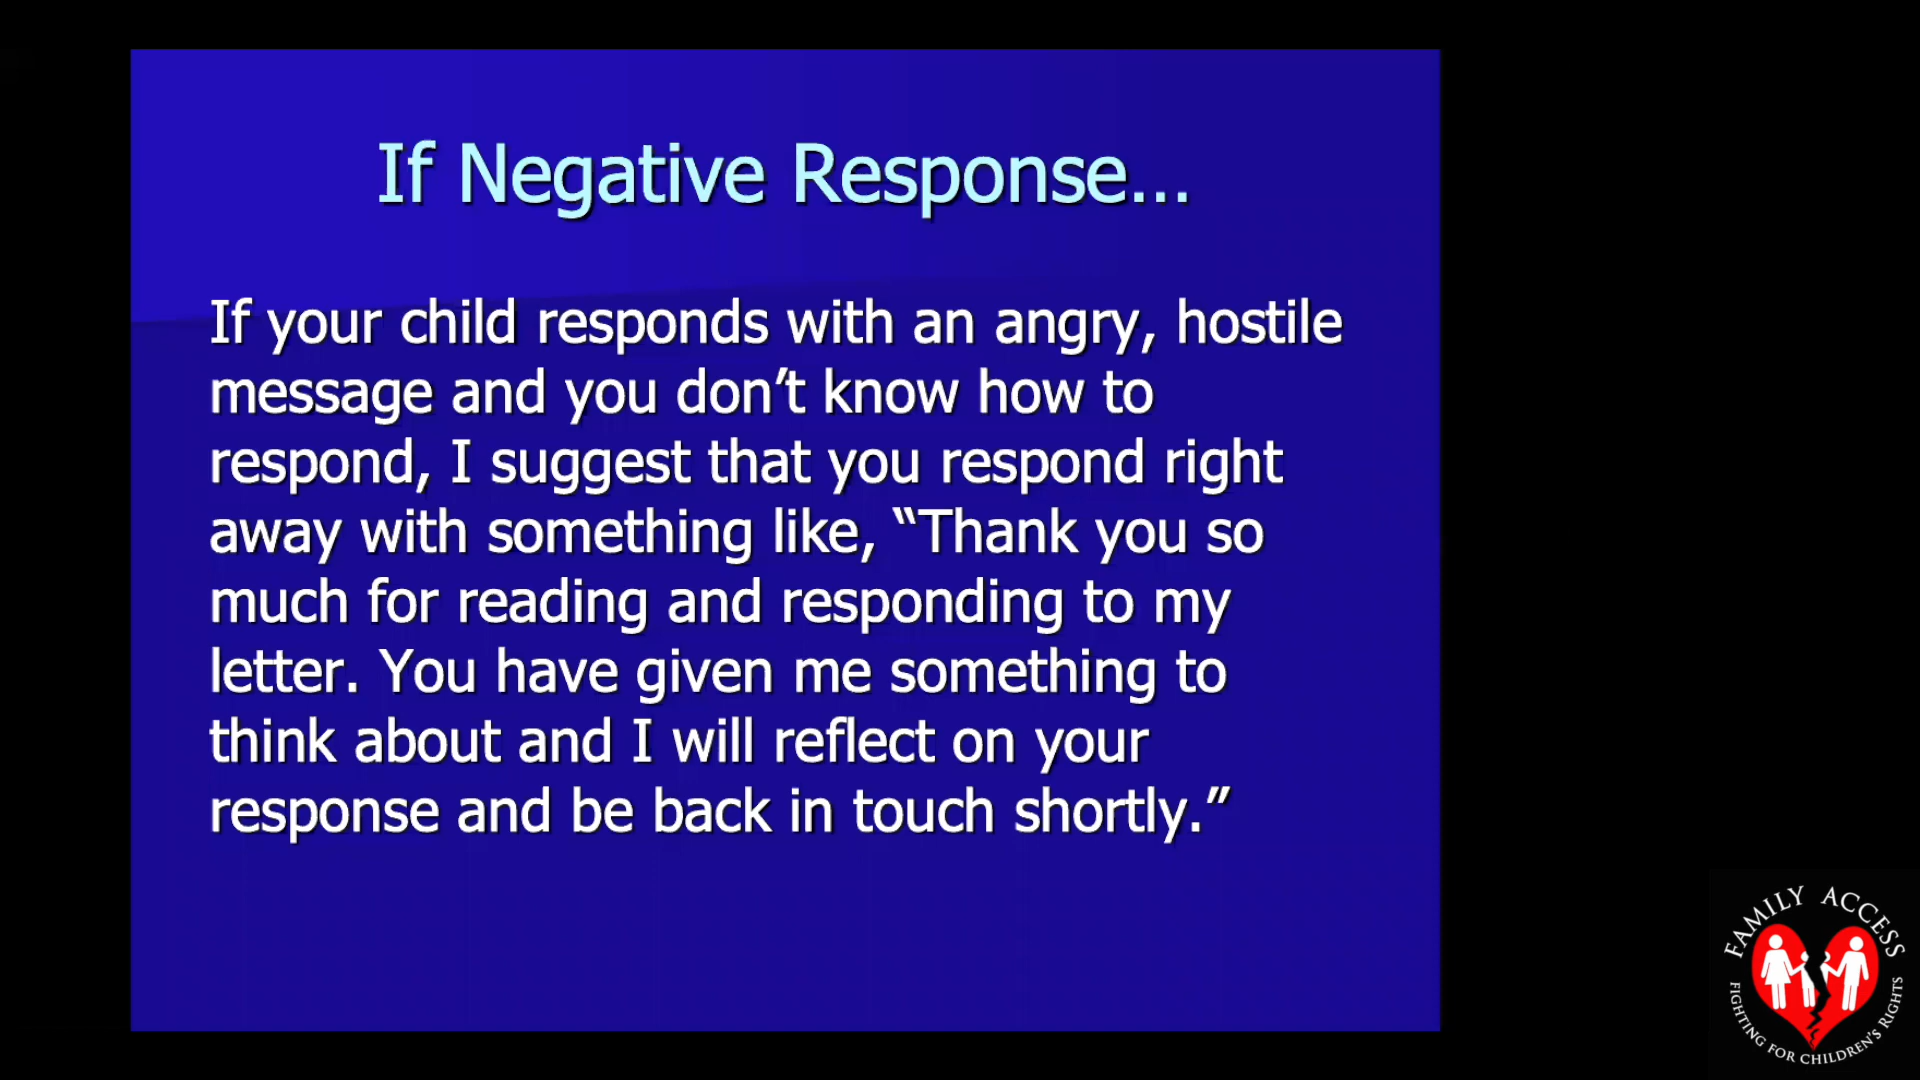 If Negative Response...
If your child responds with an angry, hostile
message and you don’t know how to
respond, I suggest that you respond right
away with something like, “Thank you so
much for reading and responding to my
letter. You have given me something to
think about and I will reflect on your
response and be back in touch shortly.”
FAMILY ACCESS
FIGHTING FOR CHILDREN'S RIGHTS